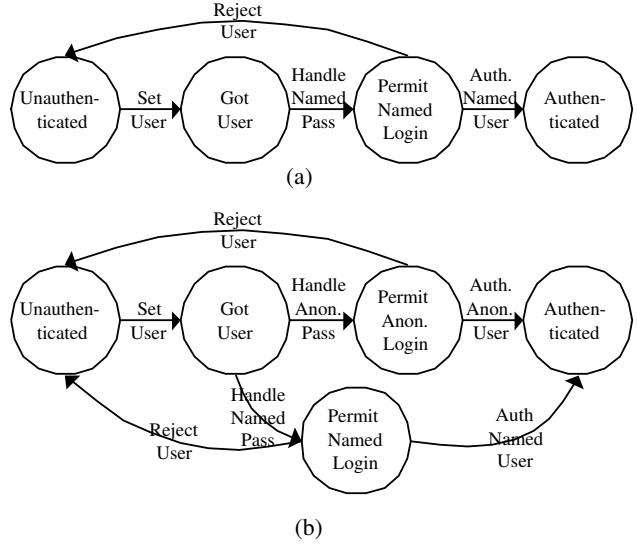 Reject
User
Unauthen-
ticated
Set
User
Got
User
Handle
Named
Pass
Permit
Named
Login
Auth.
Named
User
Authen-
ticated
(a)
Reject
User
Unauthen-
ticated
Set
User
Got
User
Handle
Anon.
Pass
Permit
Anon.
Login
Auth.
Anon.
User
Authen-
ticated
Reject
User
Handle
Named
Pass
Permit
Named
Login
Auth
Named
User
(b)